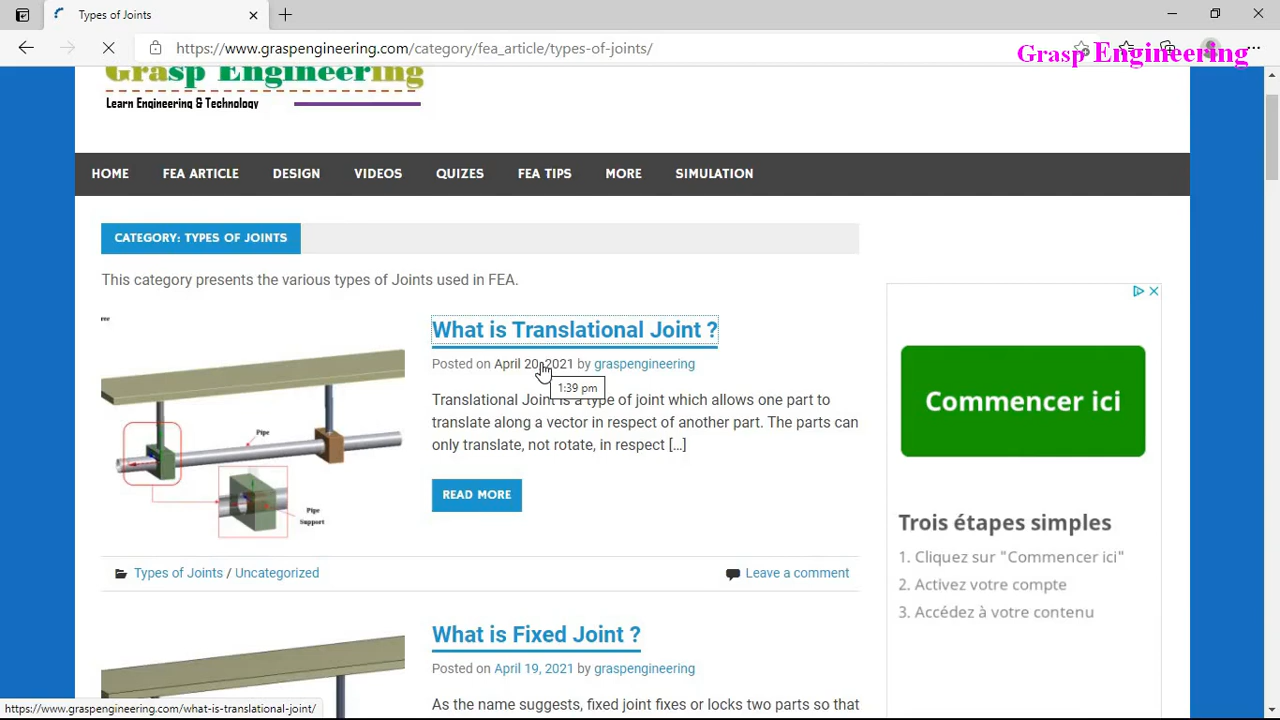 Types of Joints
https://www.graspengineering.com/category/fea_article/types-of-joints/
Grasp Engineering
Grasp Engineering
Learn Engineering & Technology
HOME FEA ARTICLE DESIGN VIDEOS QUIZES FEA TIPS MORE SIMULATION
CATEGORY: TYPES OF JOINTS
This category presents the various types of Joints used in FEA.
What is Translational Joint ?
Posted on April 20, 2021 by graspengineering
1:39 pm
Translational Joint is a type of joint which allows one part to
translate along a vector in respect of another part. The parts can
only translate, not rotate, in respect […]
READ MORE
Pipe
Pipe
Support
Types of Joints / Uncategorized
Leave a comment
What is Fixed Joint ?
Posted on April 19, 2021 by graspengineering
As the name suggests, fixed joint fixes or locks two parts so that
Commencer ici
Trois étapes simples
1. Cliquez sur "Commencer ici"
2. Activez votre compte
3. Accédez à votre contenu
https://www.graspengineering.com/what-is-translational-joint/